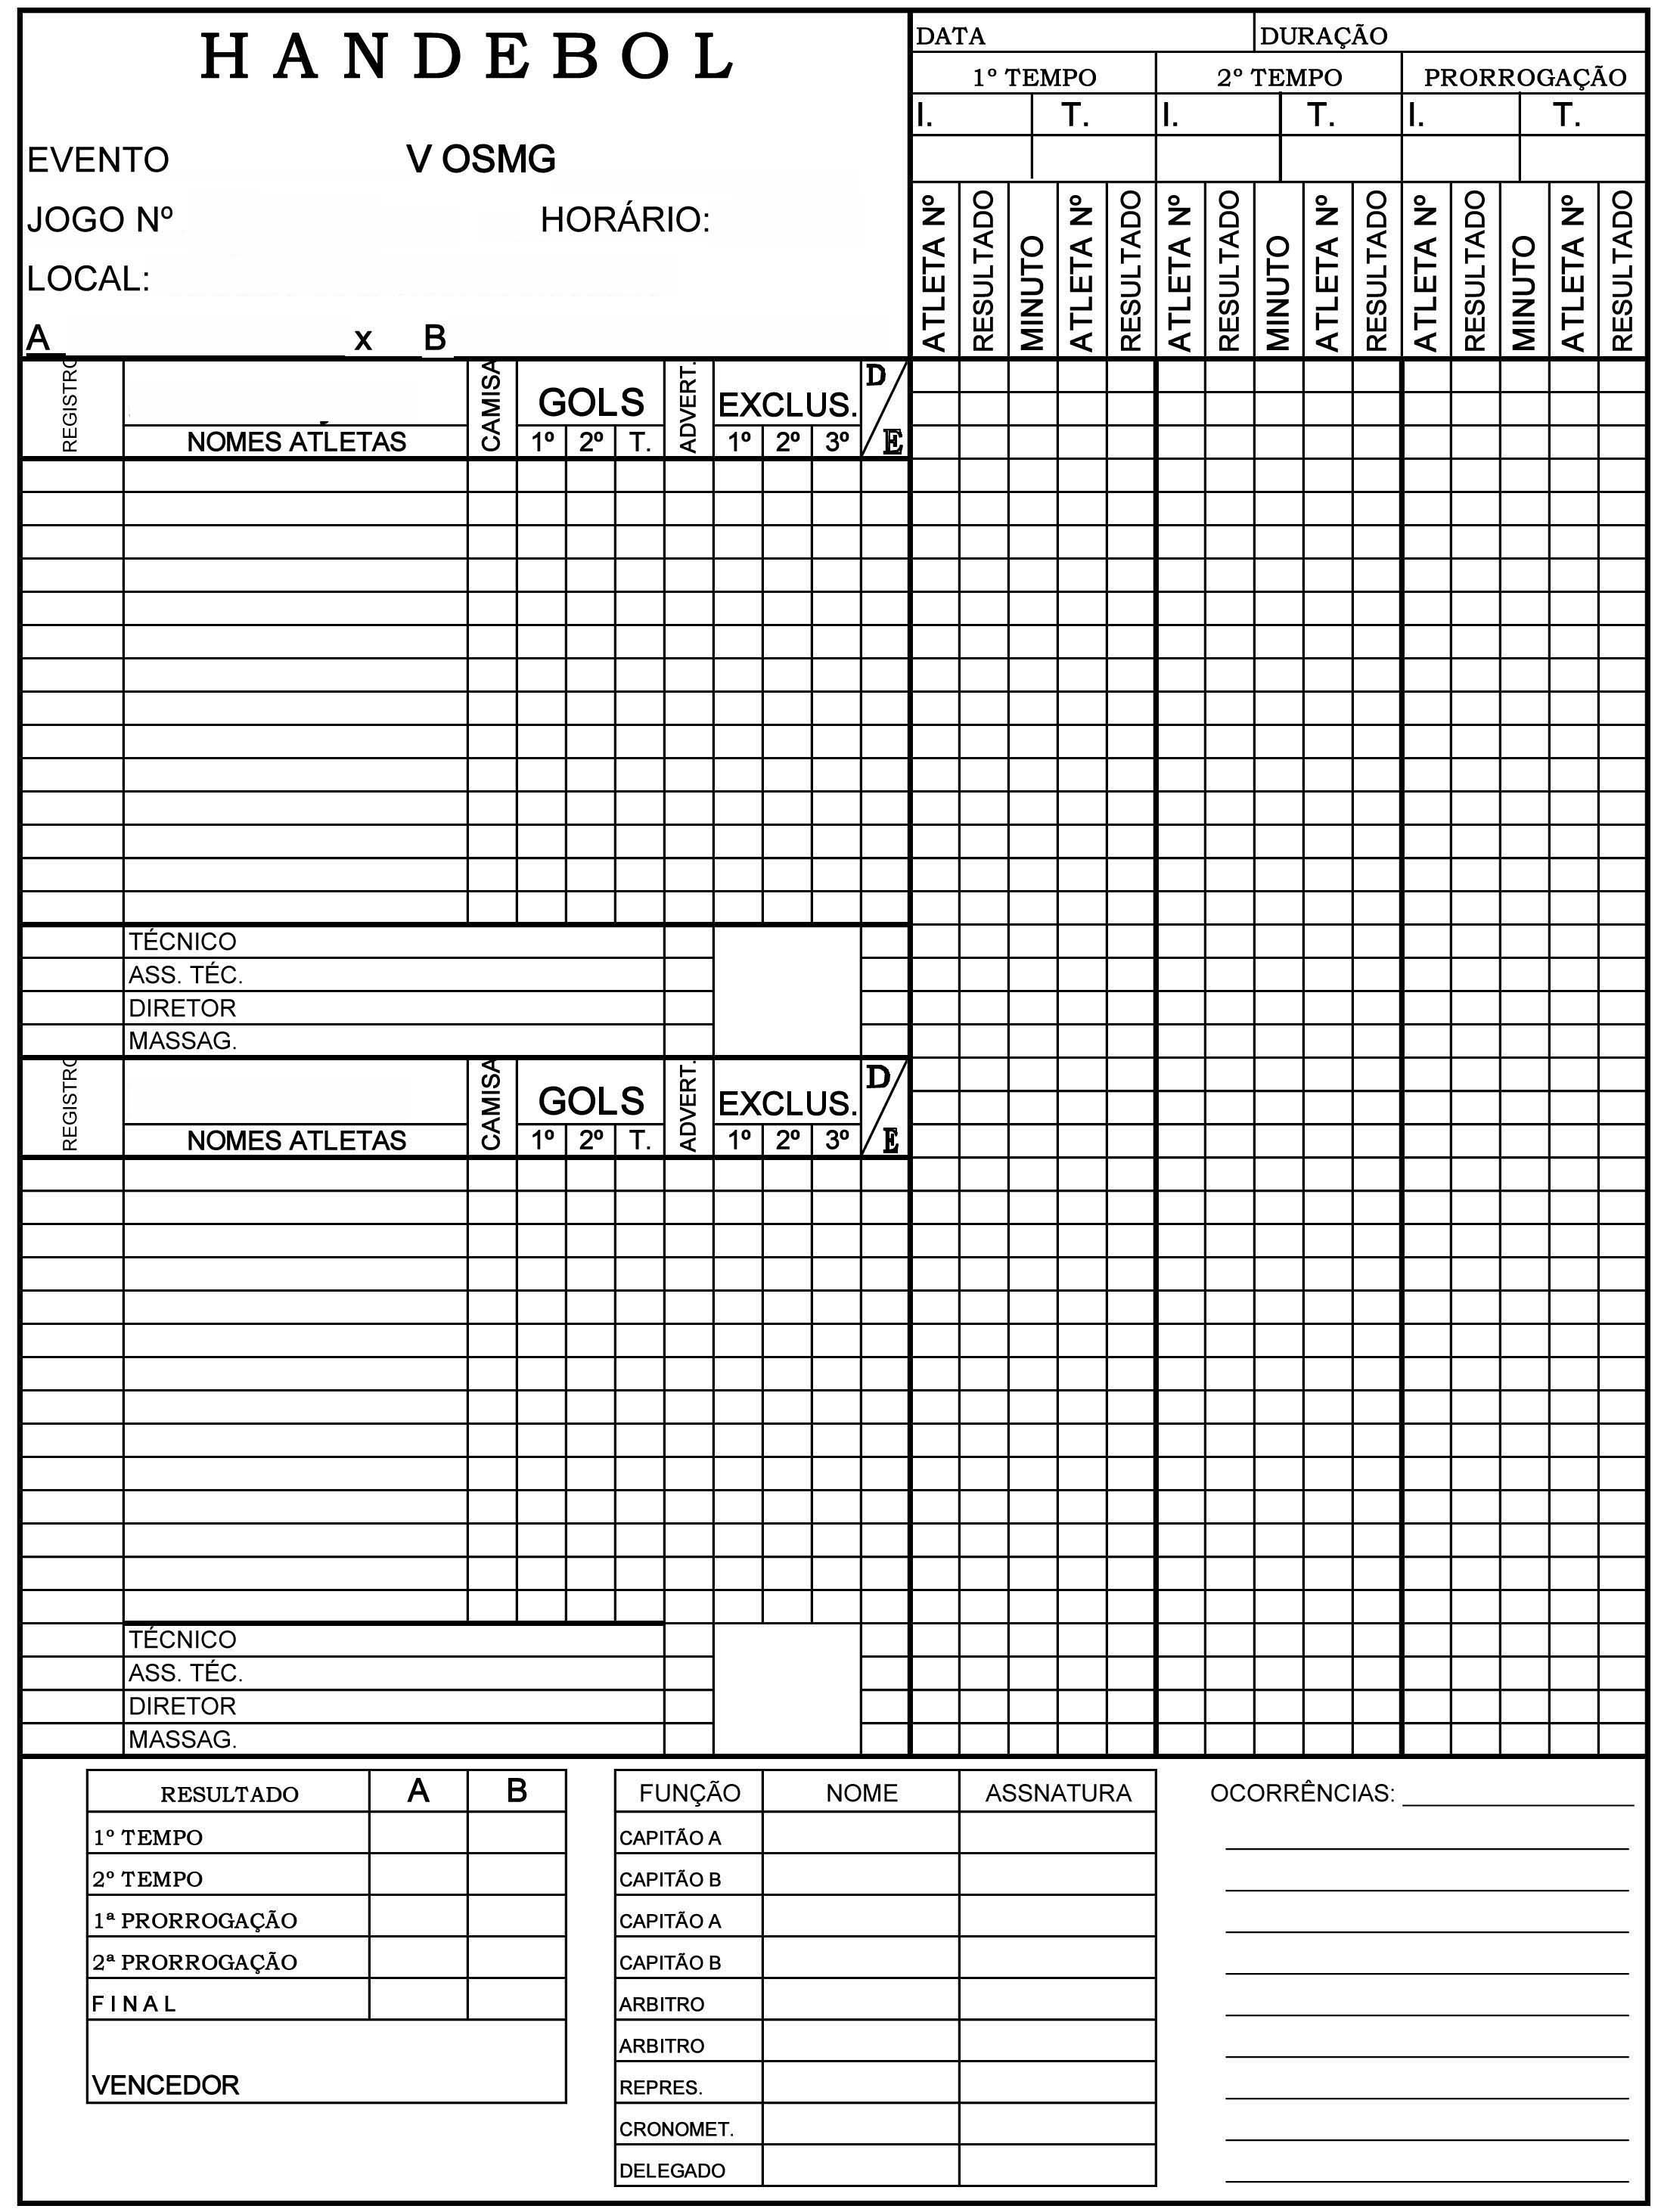 HANDEBOL
EVENTO V OSMG
JOGO Nº HORÁRIO:
LOCAL:
A x B
DATA DURAÇÃO
1º TEMPO 2º TEMPO PRORROGAÇÃO
I. T. I. T. I. T.
ATLETA Nº RESULTADO MINUTO ATLETA Nº RESULTADO ATLETA Nº RESULTADO MINUTO ATLETA Nº RESULTADO ATLETA Nº RESULTADO MINUTO ATLETA Nº RESULTADO
REGISTRO CAMISA GOLS ADVERT. EXCLUS. D/E
NOMES ATLETAS 1º 2º T. 1º 2º 3º
TÉCNICO
ASS. TÉC.
DIRETOR
MASSAG.
REGISTRO CAMISA GOLS ADVERT. EXCLUS. D/E
NOMES ATLETAS 1º 2º T. 1º 2º 3º
TÉCNICO
ASS. TÉC.
DIRETOR
MASSAG.
RESULTADO A B
1º TEMPO
2º TEMPO
1ª PRORROGAÇÃO
2ª PRORROGAÇÃO
FINAL
VENCEDOR
FUNÇÃO NOME ASSNATURA
CAPITÃO A
CAPITÃO B
CAPITÃO A
CAPITÃO B
ARBITRO
ARBITRO
REPRES.
CRONOMET.
DELEGADO
OCORRÊNCIAS: